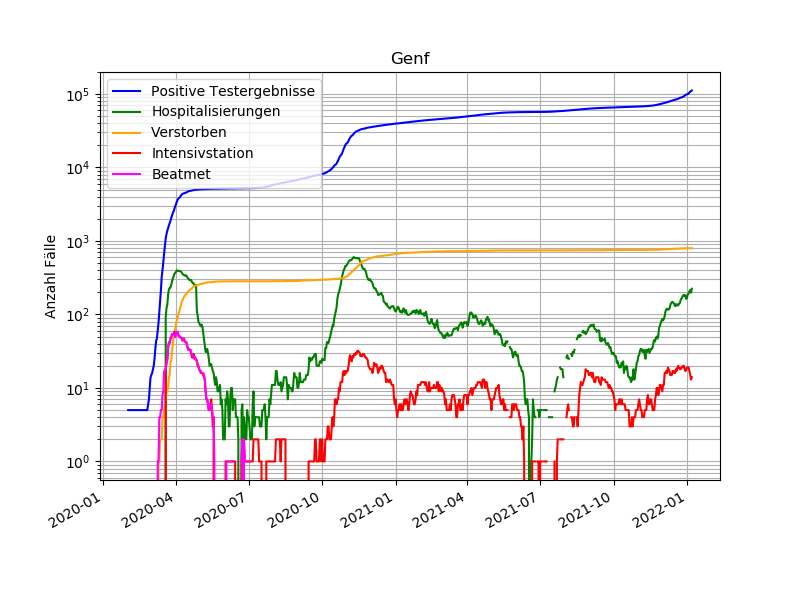 Genf
Anzahl Fälle
10^5
10^4
10^3
10^2
10^1
10^0
Positive Testergebnisse
Hospitalisierungen
Verstorben
Intensivstation
Beatmet
2020-01
2020-04
2020-07
2020-10
2021-01
2021-04
2021-07
2021-10
2022-01